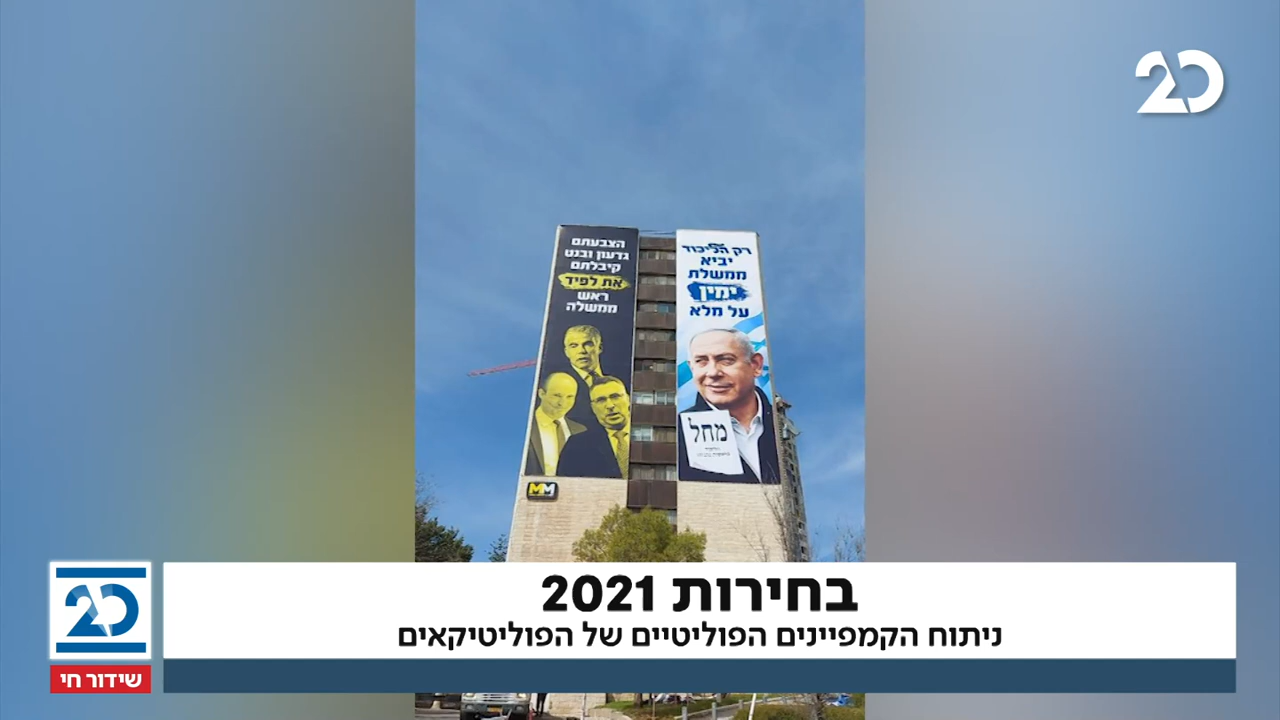 20
רק הליכוד
יביא
ממשלת
ימין
על מלא
מחל
הצבעתם
גדעון ובנט
קיבלתם
את לפיד
ראש
ממשלה
MM
בחירות 2021
ניתוח הקמפיינים הפוליטיים של הפוליטיקאים
20
שידור חי